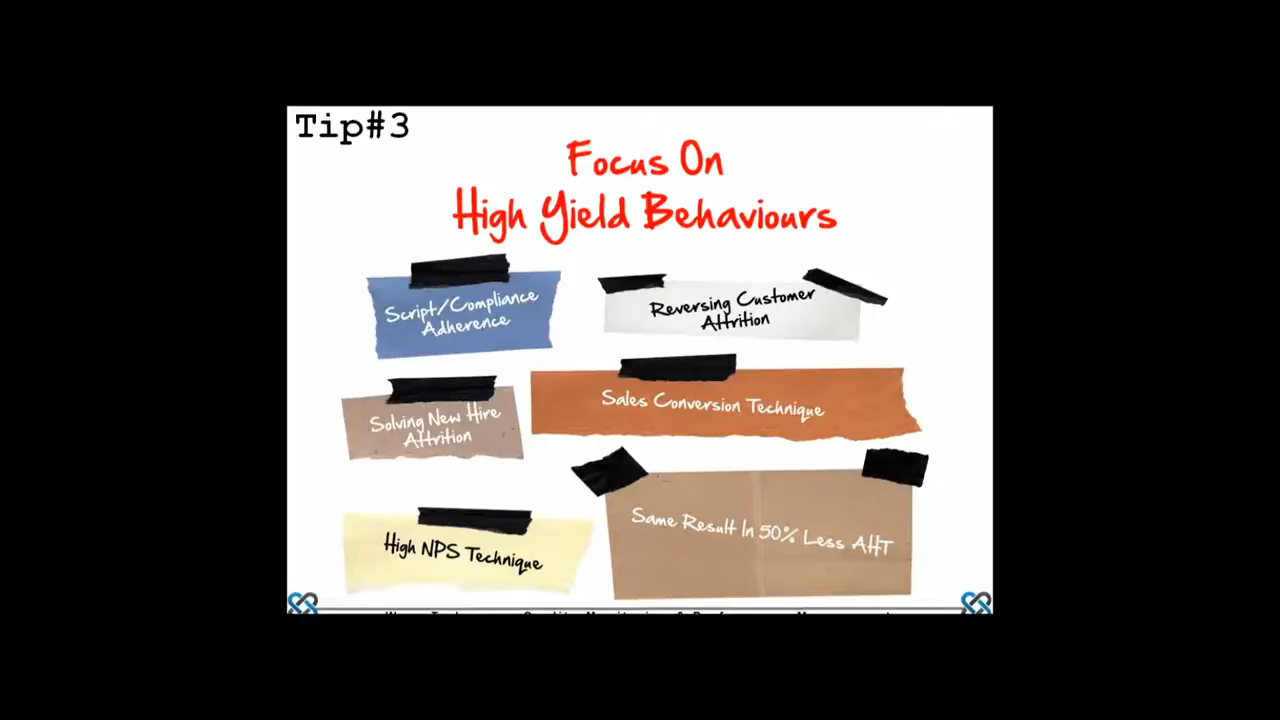 Tip#3
Focus On
High Yield Behaviours
Script/Compliance
Adherence
Reversing Customer
Attrition
Solving New Hire
Attrition
Sales Conversion Technique
High NPS Technique
Same Result In 50% Less AHT